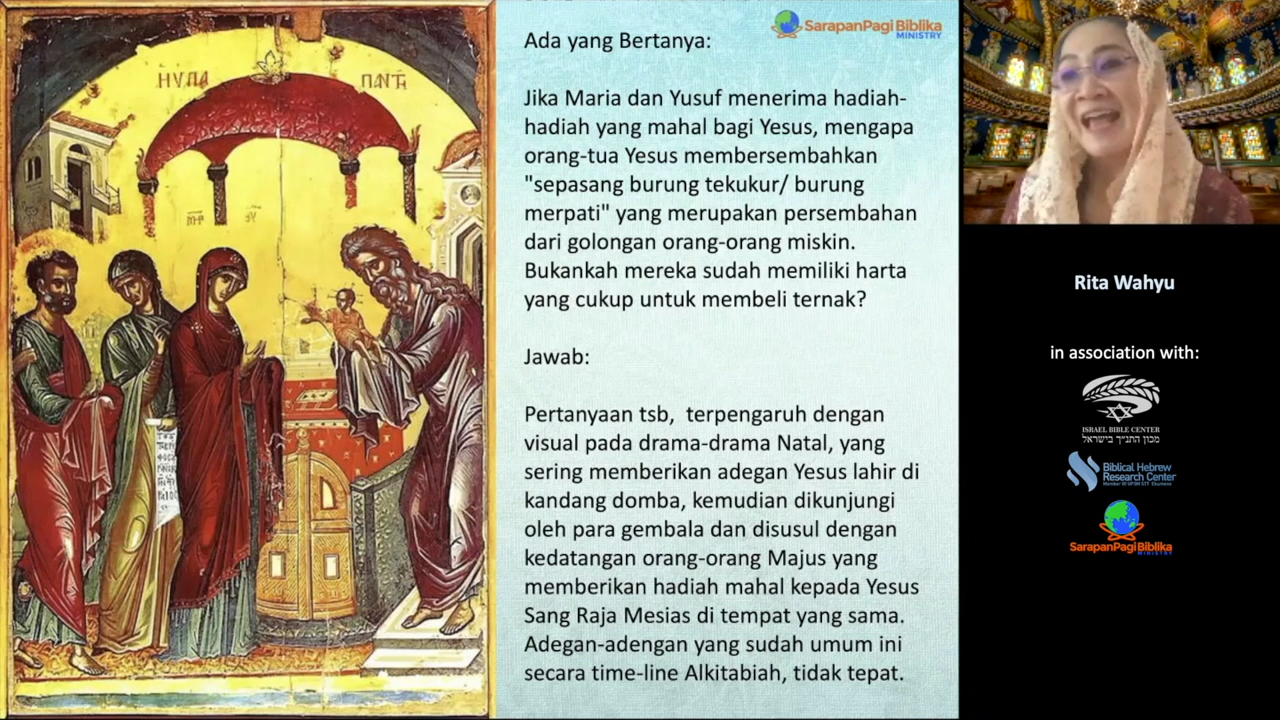 ΗΥΠΑ
ΠΑΝΤΗ
SarapanPagi Biblika
MINISTRY
Ada yang Bertanya:
Jika Maria dan Yusuf menerima hadiah-
hadiah yang mahal bagi Yesus, mengapa
orang-tua Yesus membersembahkan
"sepasang burung tekukur/ burung
merpati" yang merupakan persembahan
dari golongan orang-orang miskin.
Bukankah mereka sudah memiliki harta
yang cukup untuk membeli ternak?
Jawab:
Pertanyaan tsb, terpengaruh dengan
visual pada drama-drama Natal, yang
sering memberikan adegan Yesus lahir di
kandang domba, kemudian dikunjungi
oleh para gembala dan disusul dengan
kedatangan orang-orang Majus yang
memberikan hadiah mahal kepada Yesus
Sang Raja Mesias di tempat yang sama.
Adegan-adengan yang sudah umum ini
secara time-line Alkitabiah, tidak tepat.
Rita Wahyu
in association with:
ISRAEL BIBLE CENTER
מכון התנ״ך בישראל
Biblical Hebrew
Research Center
SarapanPagi Biblika
MINISTRY